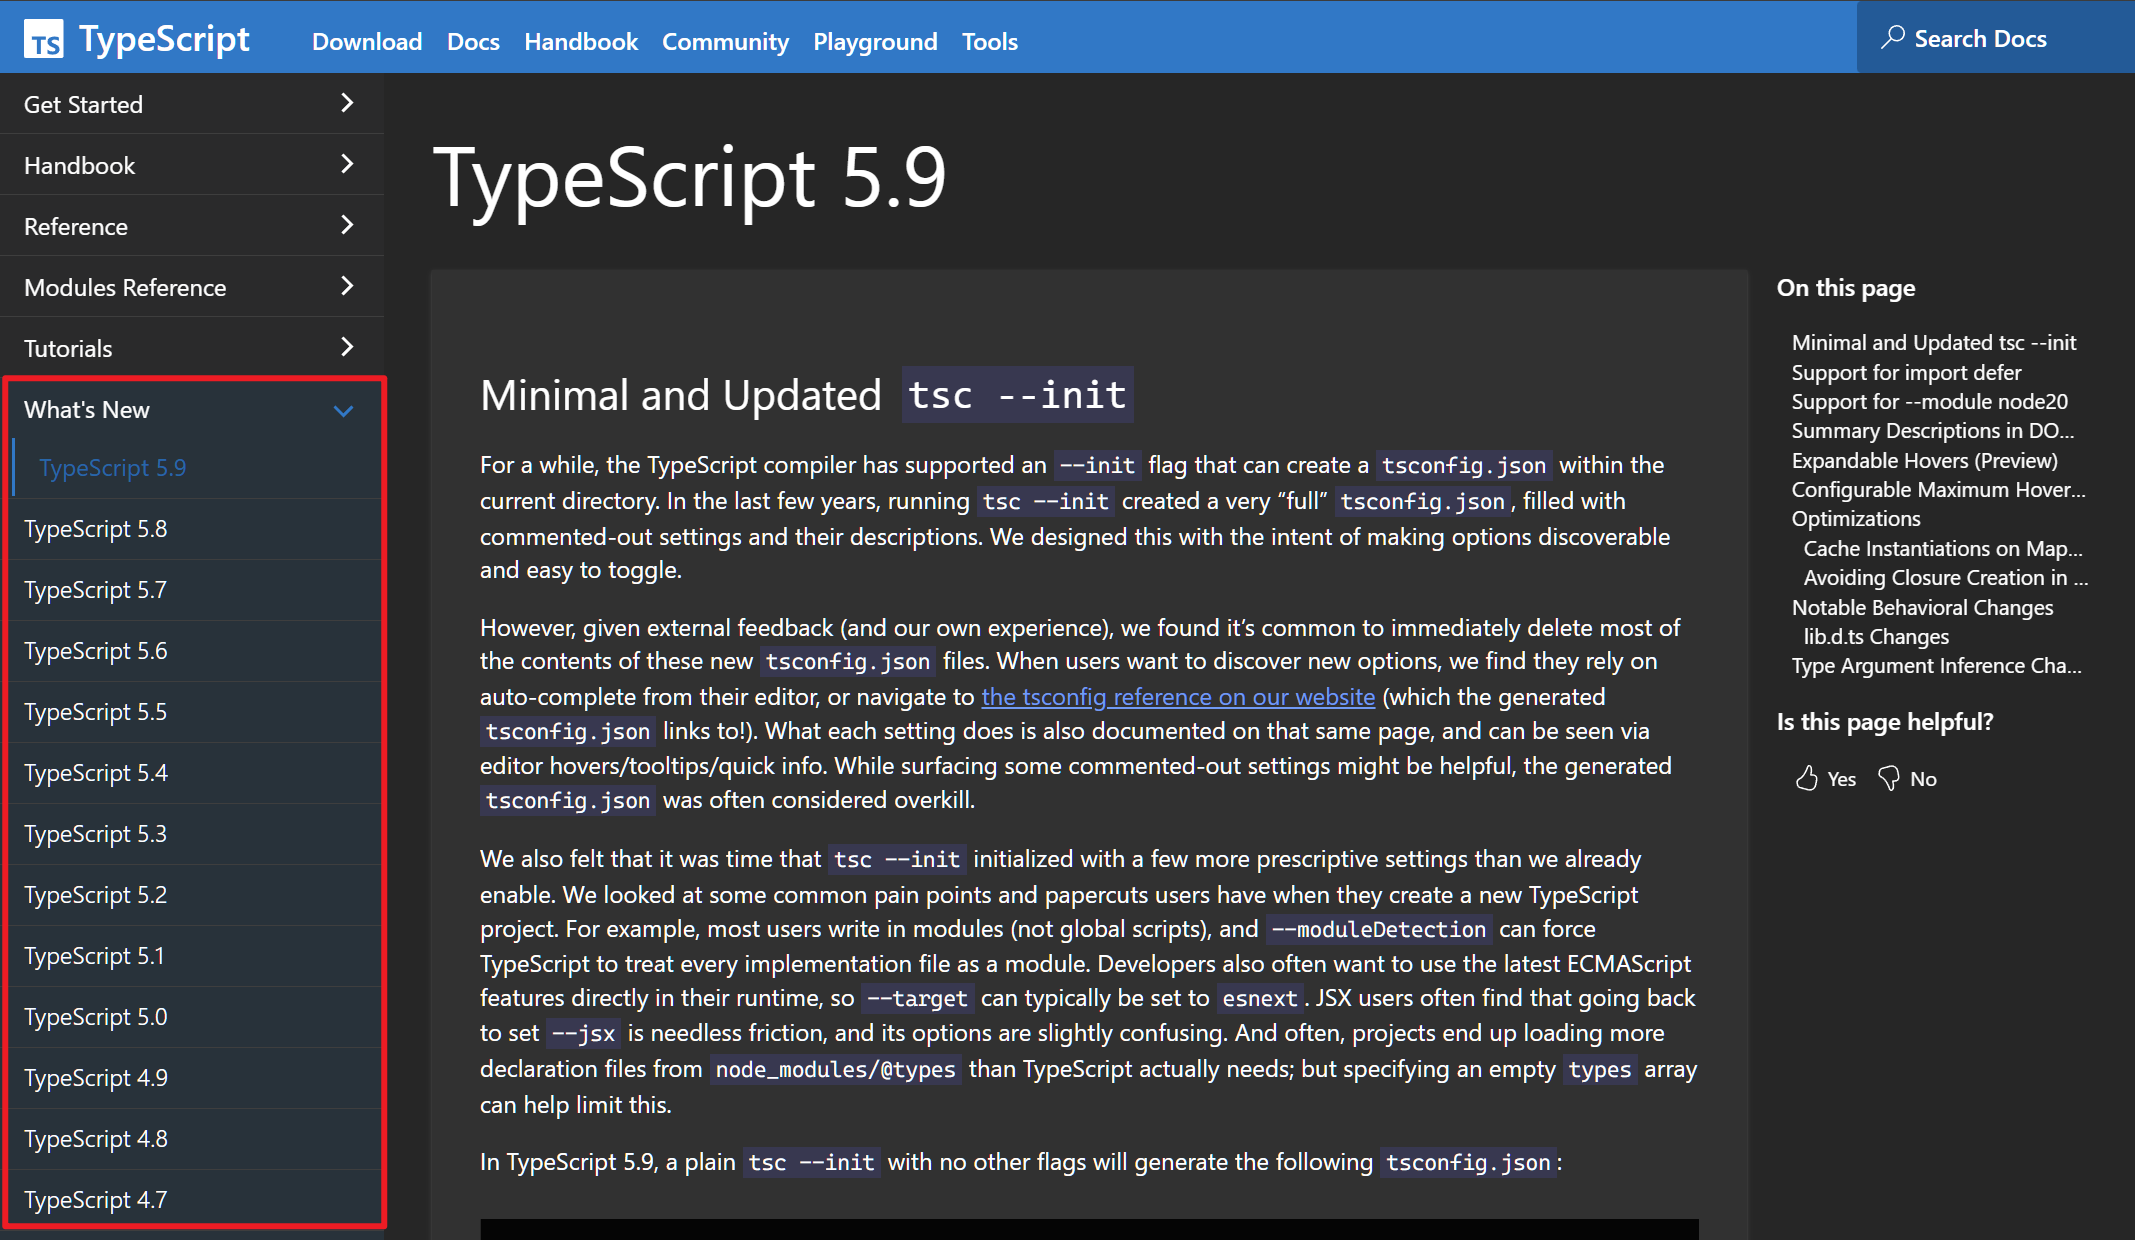 TS TypeScript
Download Docs Handbook Community Playground Tools
Search Docs
Get Started
Handbook
Reference
Modules Reference
Tutorials
What's New
TypeScript 5.9
TypeScript 5.8
TypeScript 5.7
TypeScript 5.6
TypeScript 5.5
TypeScript 5.4
TypeScript 5.3
TypeScript 5.2
TypeScript 5.1
TypeScript 5.0
TypeScript 4.9
TypeScript 4.8
TypeScript 4.7
TypeScript 5.9
Minimal and Updated tsc --init
For a while, the TypeScript compiler has supported an --init flag that can create a tsconfig.json within the
current directory. In the last few years, running tsc --init created a very “full” tsconfig.json, filled with
commented-out settings and their descriptions. We designed this with the intent of making options discoverable
and easy to toggle.
However, given external feedback (and our own experience), we found it’s common to immediately delete most of
the contents of these new tsconfig.json files. When users want to discover new options, we find they rely on
auto-complete from their editor, or navigate to the tsconfig reference on our website (which the generated
tsconfig.json links to!). What each setting does is also documented on that same page, and can be seen via
editor hovers/tooltips/quick info. While surfacing some commented-out settings might be helpful, the generated
tsconfig.json was often considered overkill.
We also felt that it was time that tsc --init initialized with a few more prescriptive settings than we already
enable. We looked at some common pain points and papercuts users have when they create a new TypeScript
project. For example, most users write in modules (not global scripts), and --moduleDetection can force
TypeScript to treat every implementation file as a module. Developers also often want to use the latest ECMAScript
features directly in their runtime, so --target can typically be set to esnext. JSX users often find that going back
to set --jsx is needless friction, and its options are slightly confusing. And often, projects end up loading more
declaration files from node_modules/@types than TypeScript actually needs; but specifying an empty types array
can help limit this.
In TypeScript 5.9, a plain tsc --init with no other flags will generate the following tsconfig.json:
On this page
Minimal and Updated tsc --init
Support for import defer
Support for --module node20
Summary Descriptions in DO...
Expandable Hovers (Preview)
Configurable Maximum Hover...
Optimizations
Cache Instantiations on Map...
Avoiding Closure Creation in ...
Notable Behavioral Changes
lib.d.ts Changes
Type Argument Inference Cha...
Is this page helpful?
Yes No